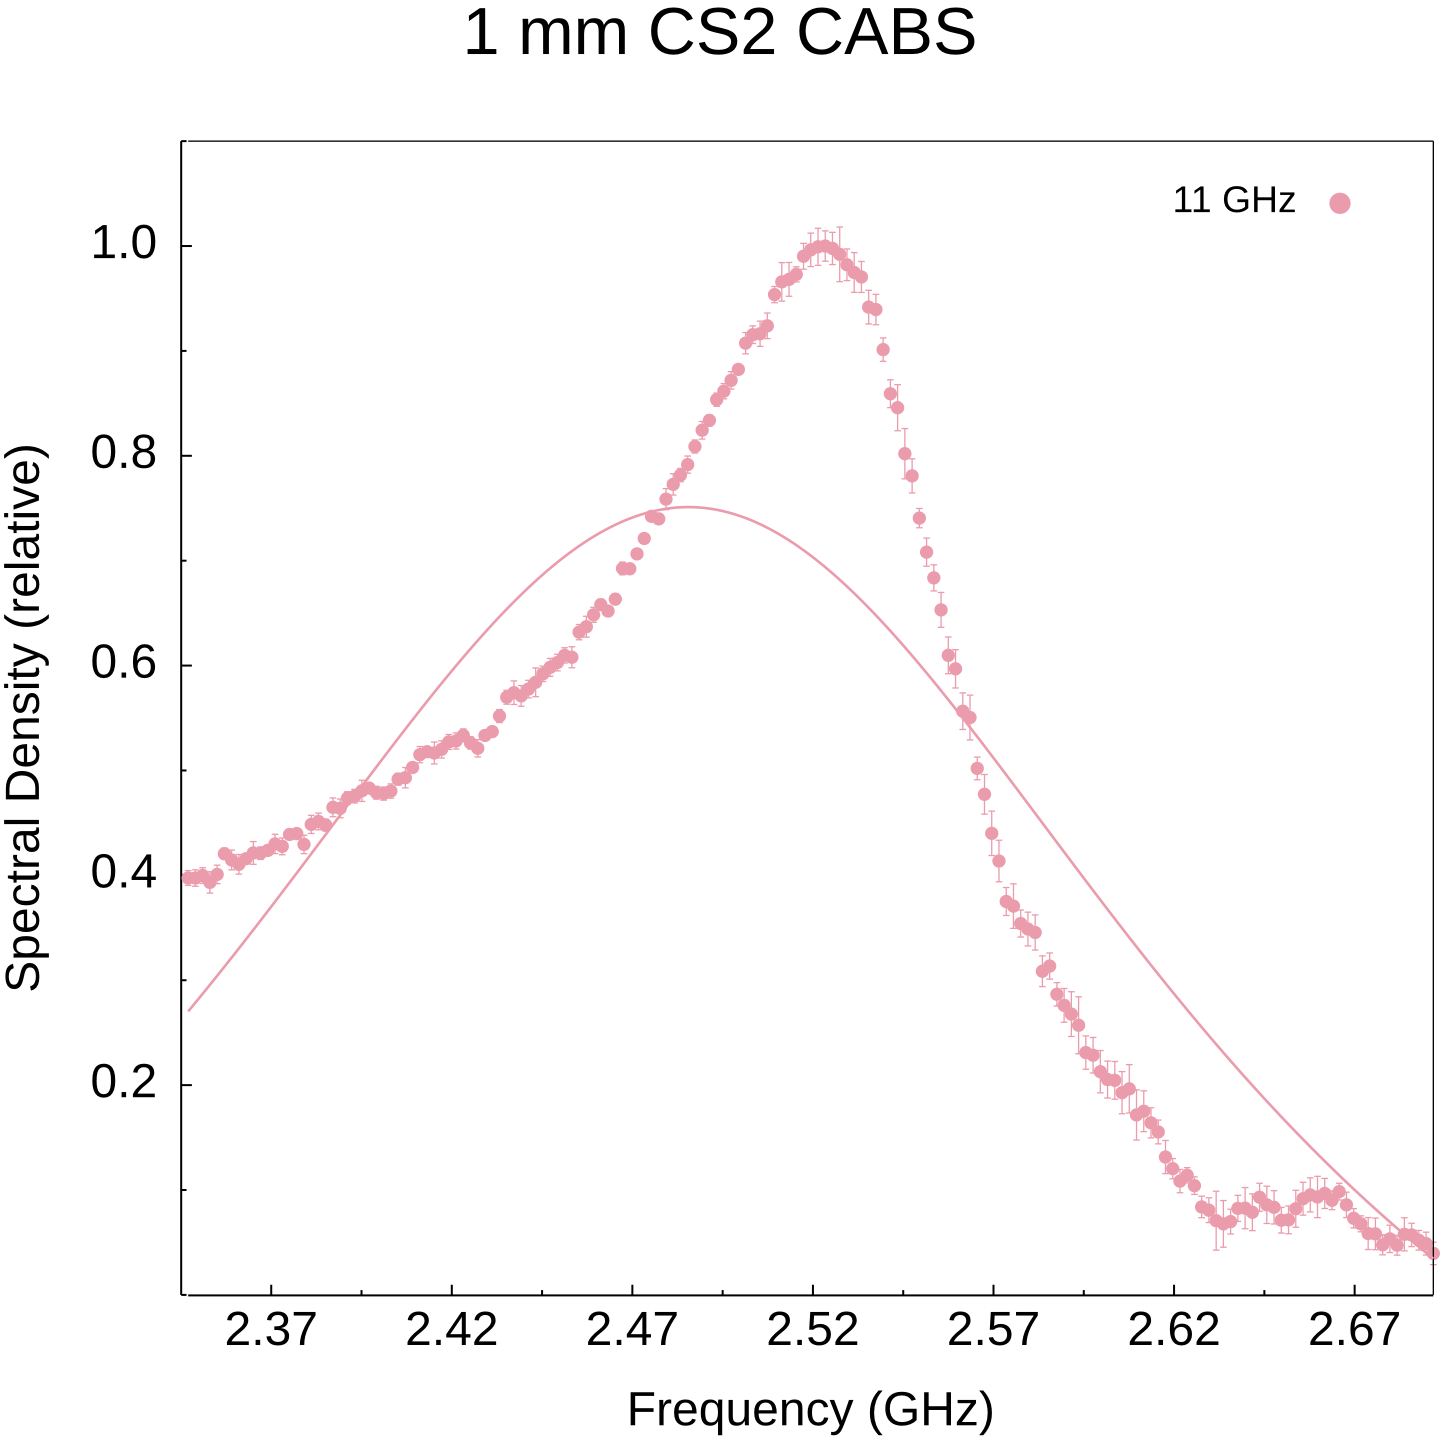 1 mm CS2 CABS
11 GHz
1.0
0.8
0.6
0.4
0.2
Spectral Density (relative)
2.37 2.42 2.47 2.52 2.57 2.62 2.67
Frequency (GHz)